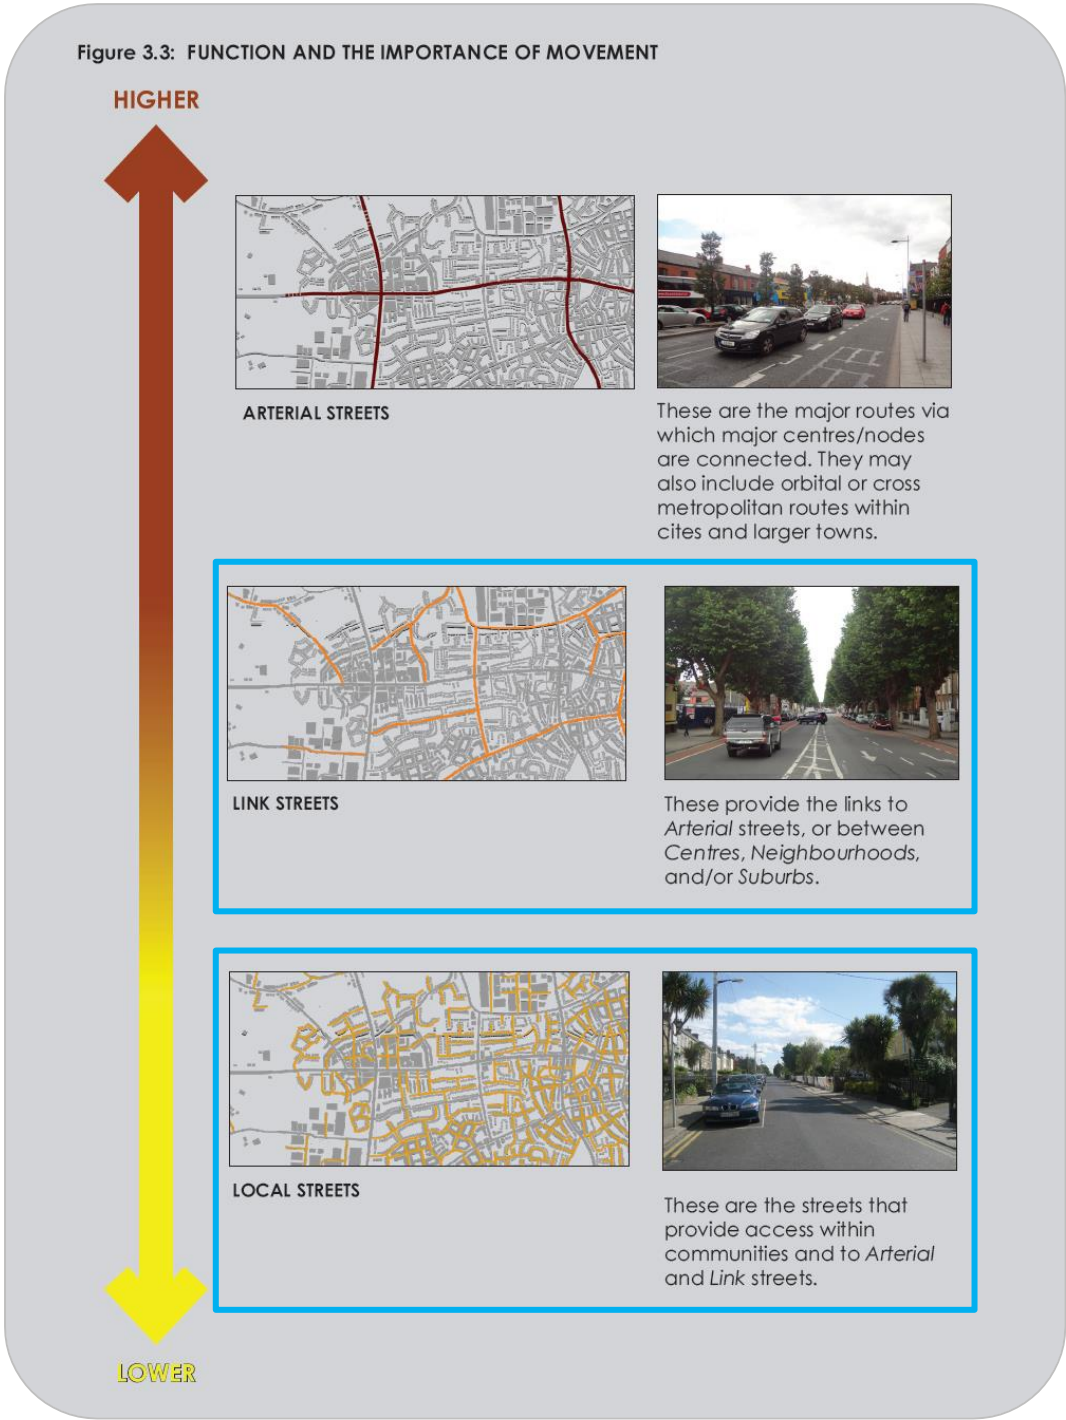 Figure 3.3: FUNCTION AND THE IMPORTANCE OF MOVEMENT
HIGHER
ARTERIAL STREETS
These are the major routes via
which major centres/nodes
are connected. They may
also include orbital or cross
metropolitan routes within
cites and larger towns.
LINK STREETS
These provide the links to
Arterial streets, or between
Centres, Neighbourhoods,
and/or Suburbs.
LOCAL STREETS
These are the streets that
provide access within
communities and to Arterial
and Link streets.
LOWER